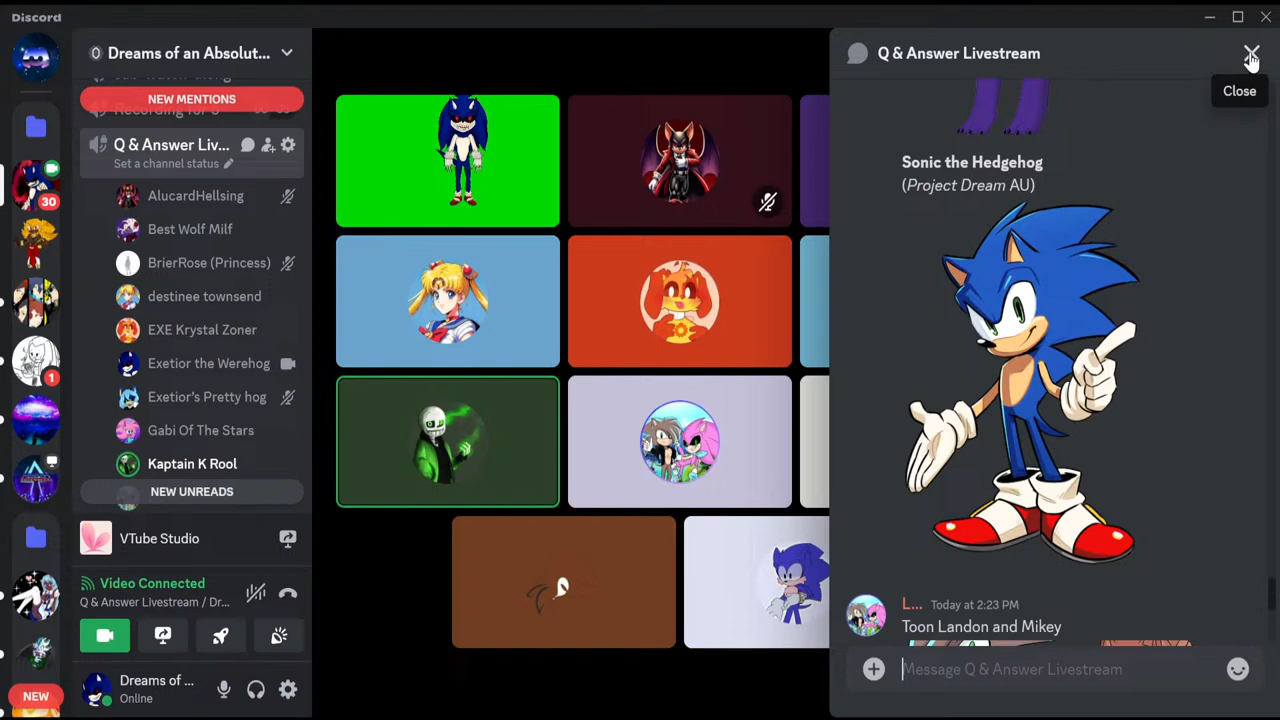 Discord
Dreams of an Absolut...
NEW MENTIONS
Q & Answer Liv...
Set a channel status
AlucardHellsing
Best Wolf Milf
BrierRose (Princess)
destinee townsend
EXE Krystal Zoner
Exetior the Werehog
Exetior's Pretty hog
Gabi Of The Stars
Kaptain K Rool
NEW UNREADS
VTube Studio
Video Connected
Q & Answer Livestream / Dr...
Dreams of ...
Online
30
1
NEW
Q & Answer Livestream
Close
Sonic the Hedgehog
(Project Dream AU)
L... Today at 2:23 PM
Toon Landon and Mikey
Message Q & Answer Livestream